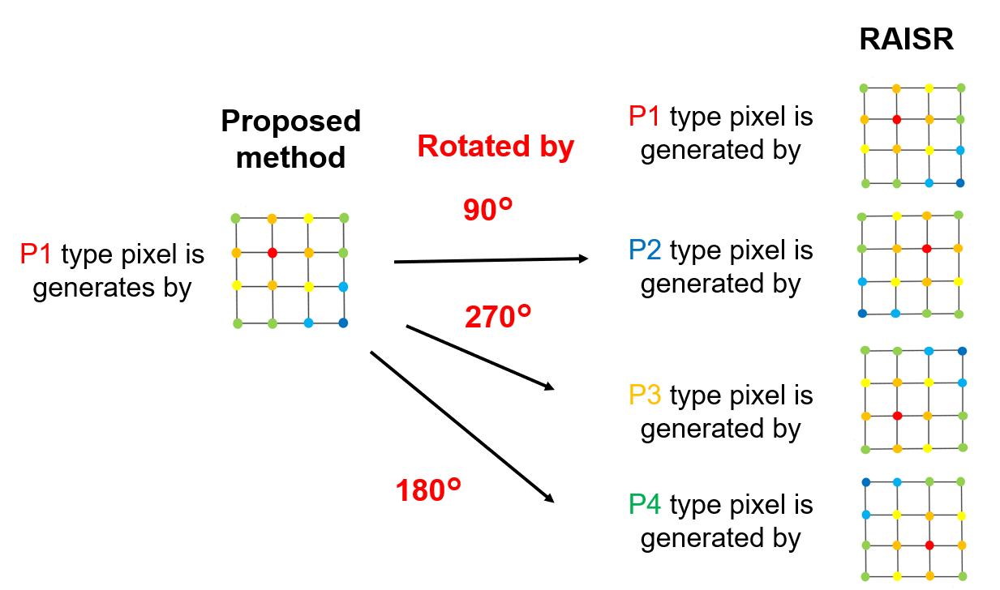 RAISR
Proposed
method
Rotated by
P1 type pixel is
generated by
90°
P1 type pixel is
generates by
P2 type pixel is
generated by
270°
P3 type pixel is
generated by
180°
P4 type pixel is
generated by